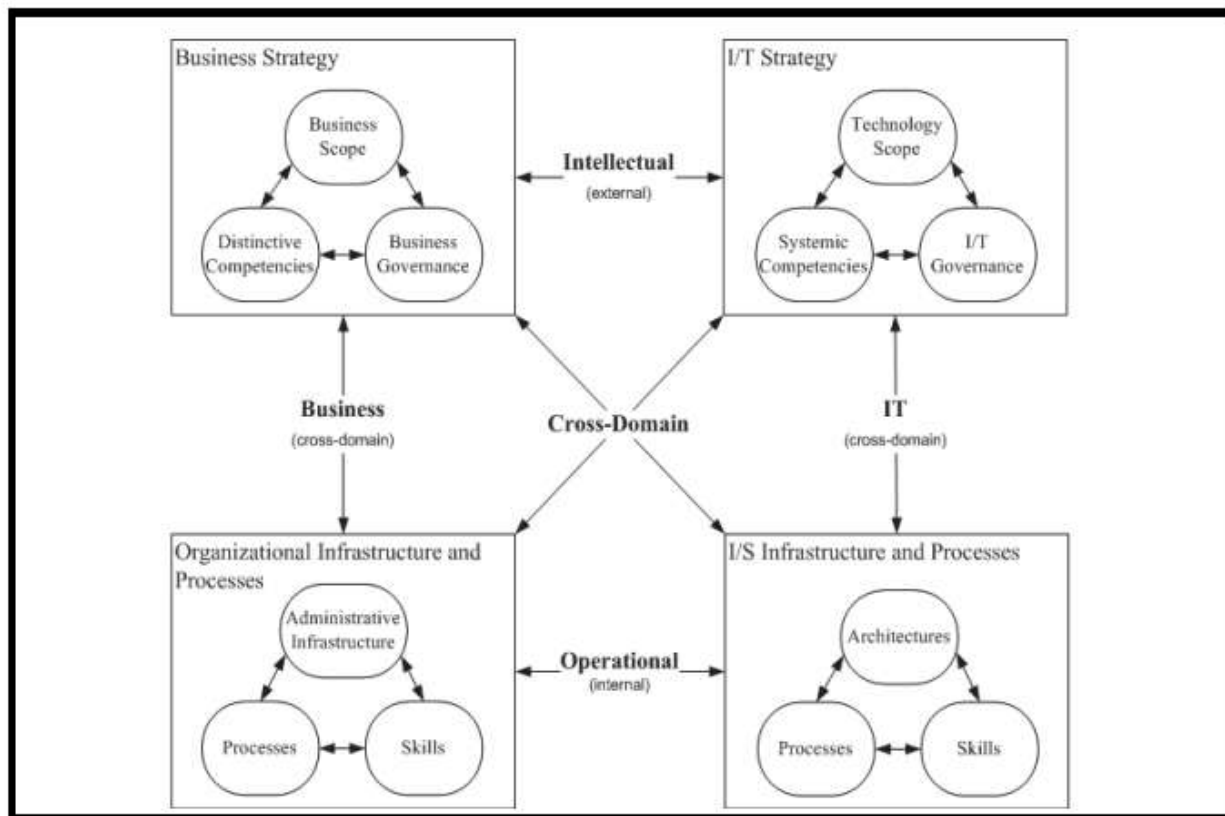 Business Strategy
Business
Scope
Distinctive
Competencies
Business
Governance
Intellectual
(external)
I/T Strategy
Technology
Scope
Systemic
Competencies
I/T
Governance
Business
(cross-domain)
Cross-Domain
IT
(cross-domain)
Organizational Infrastructure and
Processes
Administrative
Infrastructure
Processes
Skills
Operational
(internal)
I/S Infrastructure and Processes
Architectures
Processes
Skills